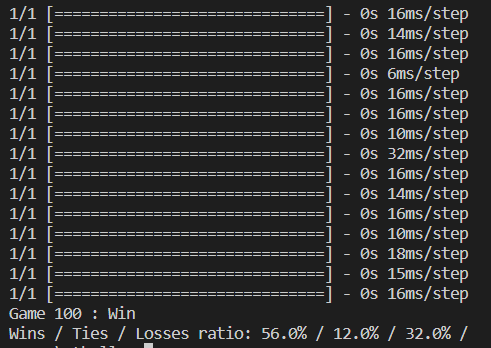 1/1 [==============================] - 0s 16ms/step
1/1 [==============================] - 0s 14ms/step
1/1 [==============================] - 0s 16ms/step
1/1 [==============================] - 0s 6ms/step
1/1 [==============================] - 0s 16ms/step
1/1 [==============================] - 0s 16ms/step
1/1 [==============================] - 0s 10ms/step
1/1 [==============================] - 0s 32ms/step
1/1 [==============================] - 0s 16ms/step
1/1 [==============================] - 0s 14ms/step
1/1 [==============================] - 0s 16ms/step
1/1 [==============================] - 0s 10ms/step
1/1 [==============================] - 0s 18ms/step
1/1 [==============================] - 0s 15ms/step
1/1 [==============================] - 0s 16ms/step
Game 100 : Win
Wins / Ties / Losses ratio: 56.0% / 12.0% / 32.0% /